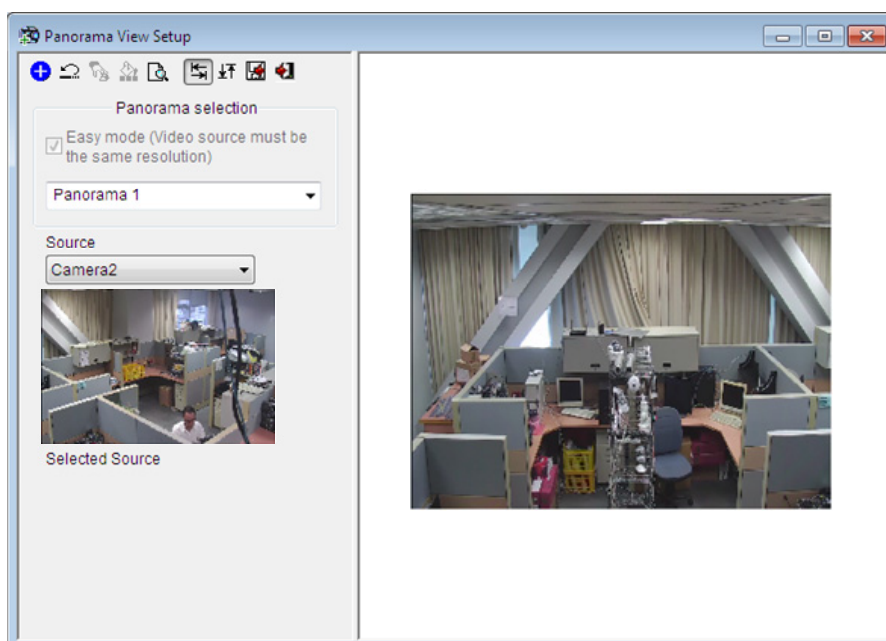 Panorama View Setup
Panorama selection
Easy mode (Video source must be
the same resolution)
Panorama 1
Source
Camera2
Selected Source